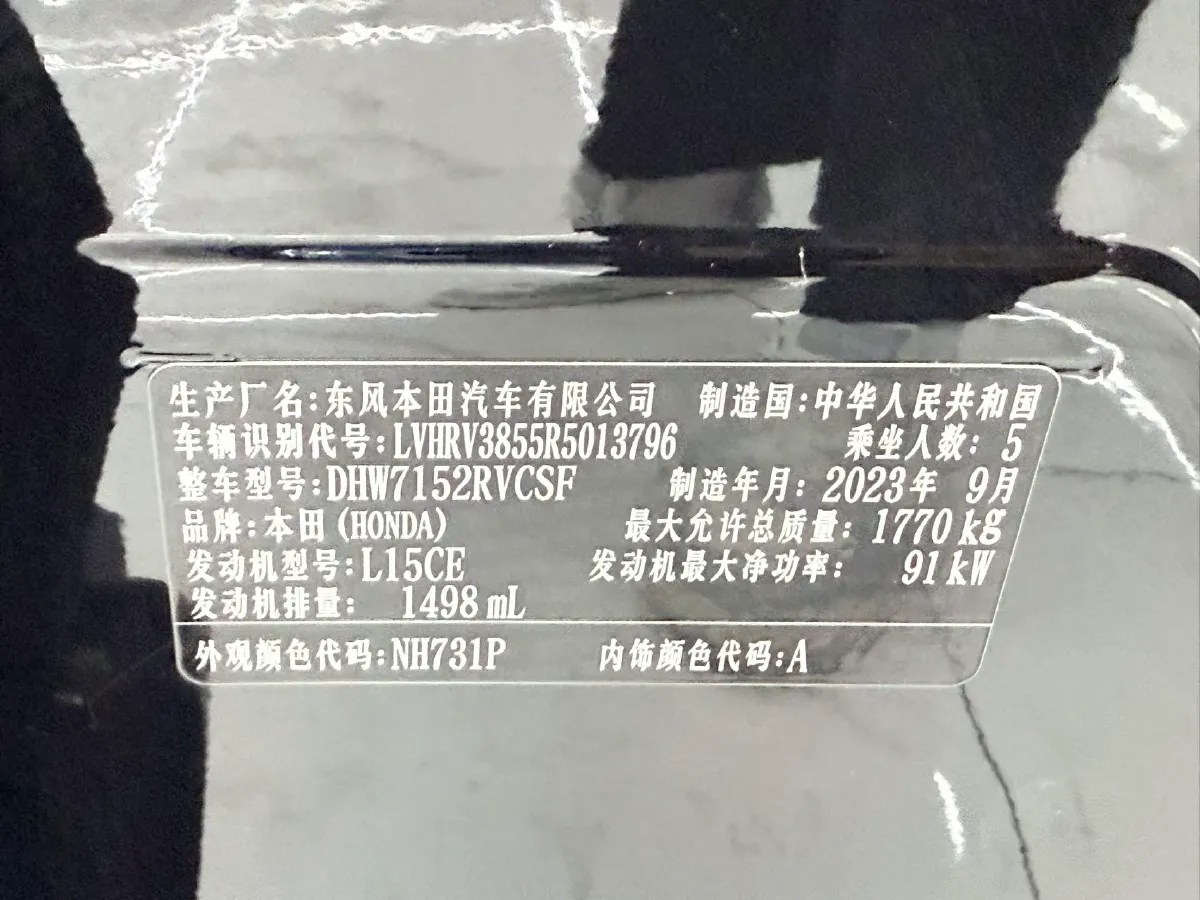 生产厂名:东风本田汽车有限公司 制造国:中华人民共和国
车辆识别代号:LVHRV3855R5013796 乘坐人数: 5
整车型号:DHW7152RVCSF 制造年月: 2023年 9月
品牌:本田(HONDA) 最大允许总质量: 1770kg
发动机型号:L15CE 发动机最大净功率: 91kW
发动机排量: 1498mL
外观颜色代码:NH731P 内饰颜色代码:A